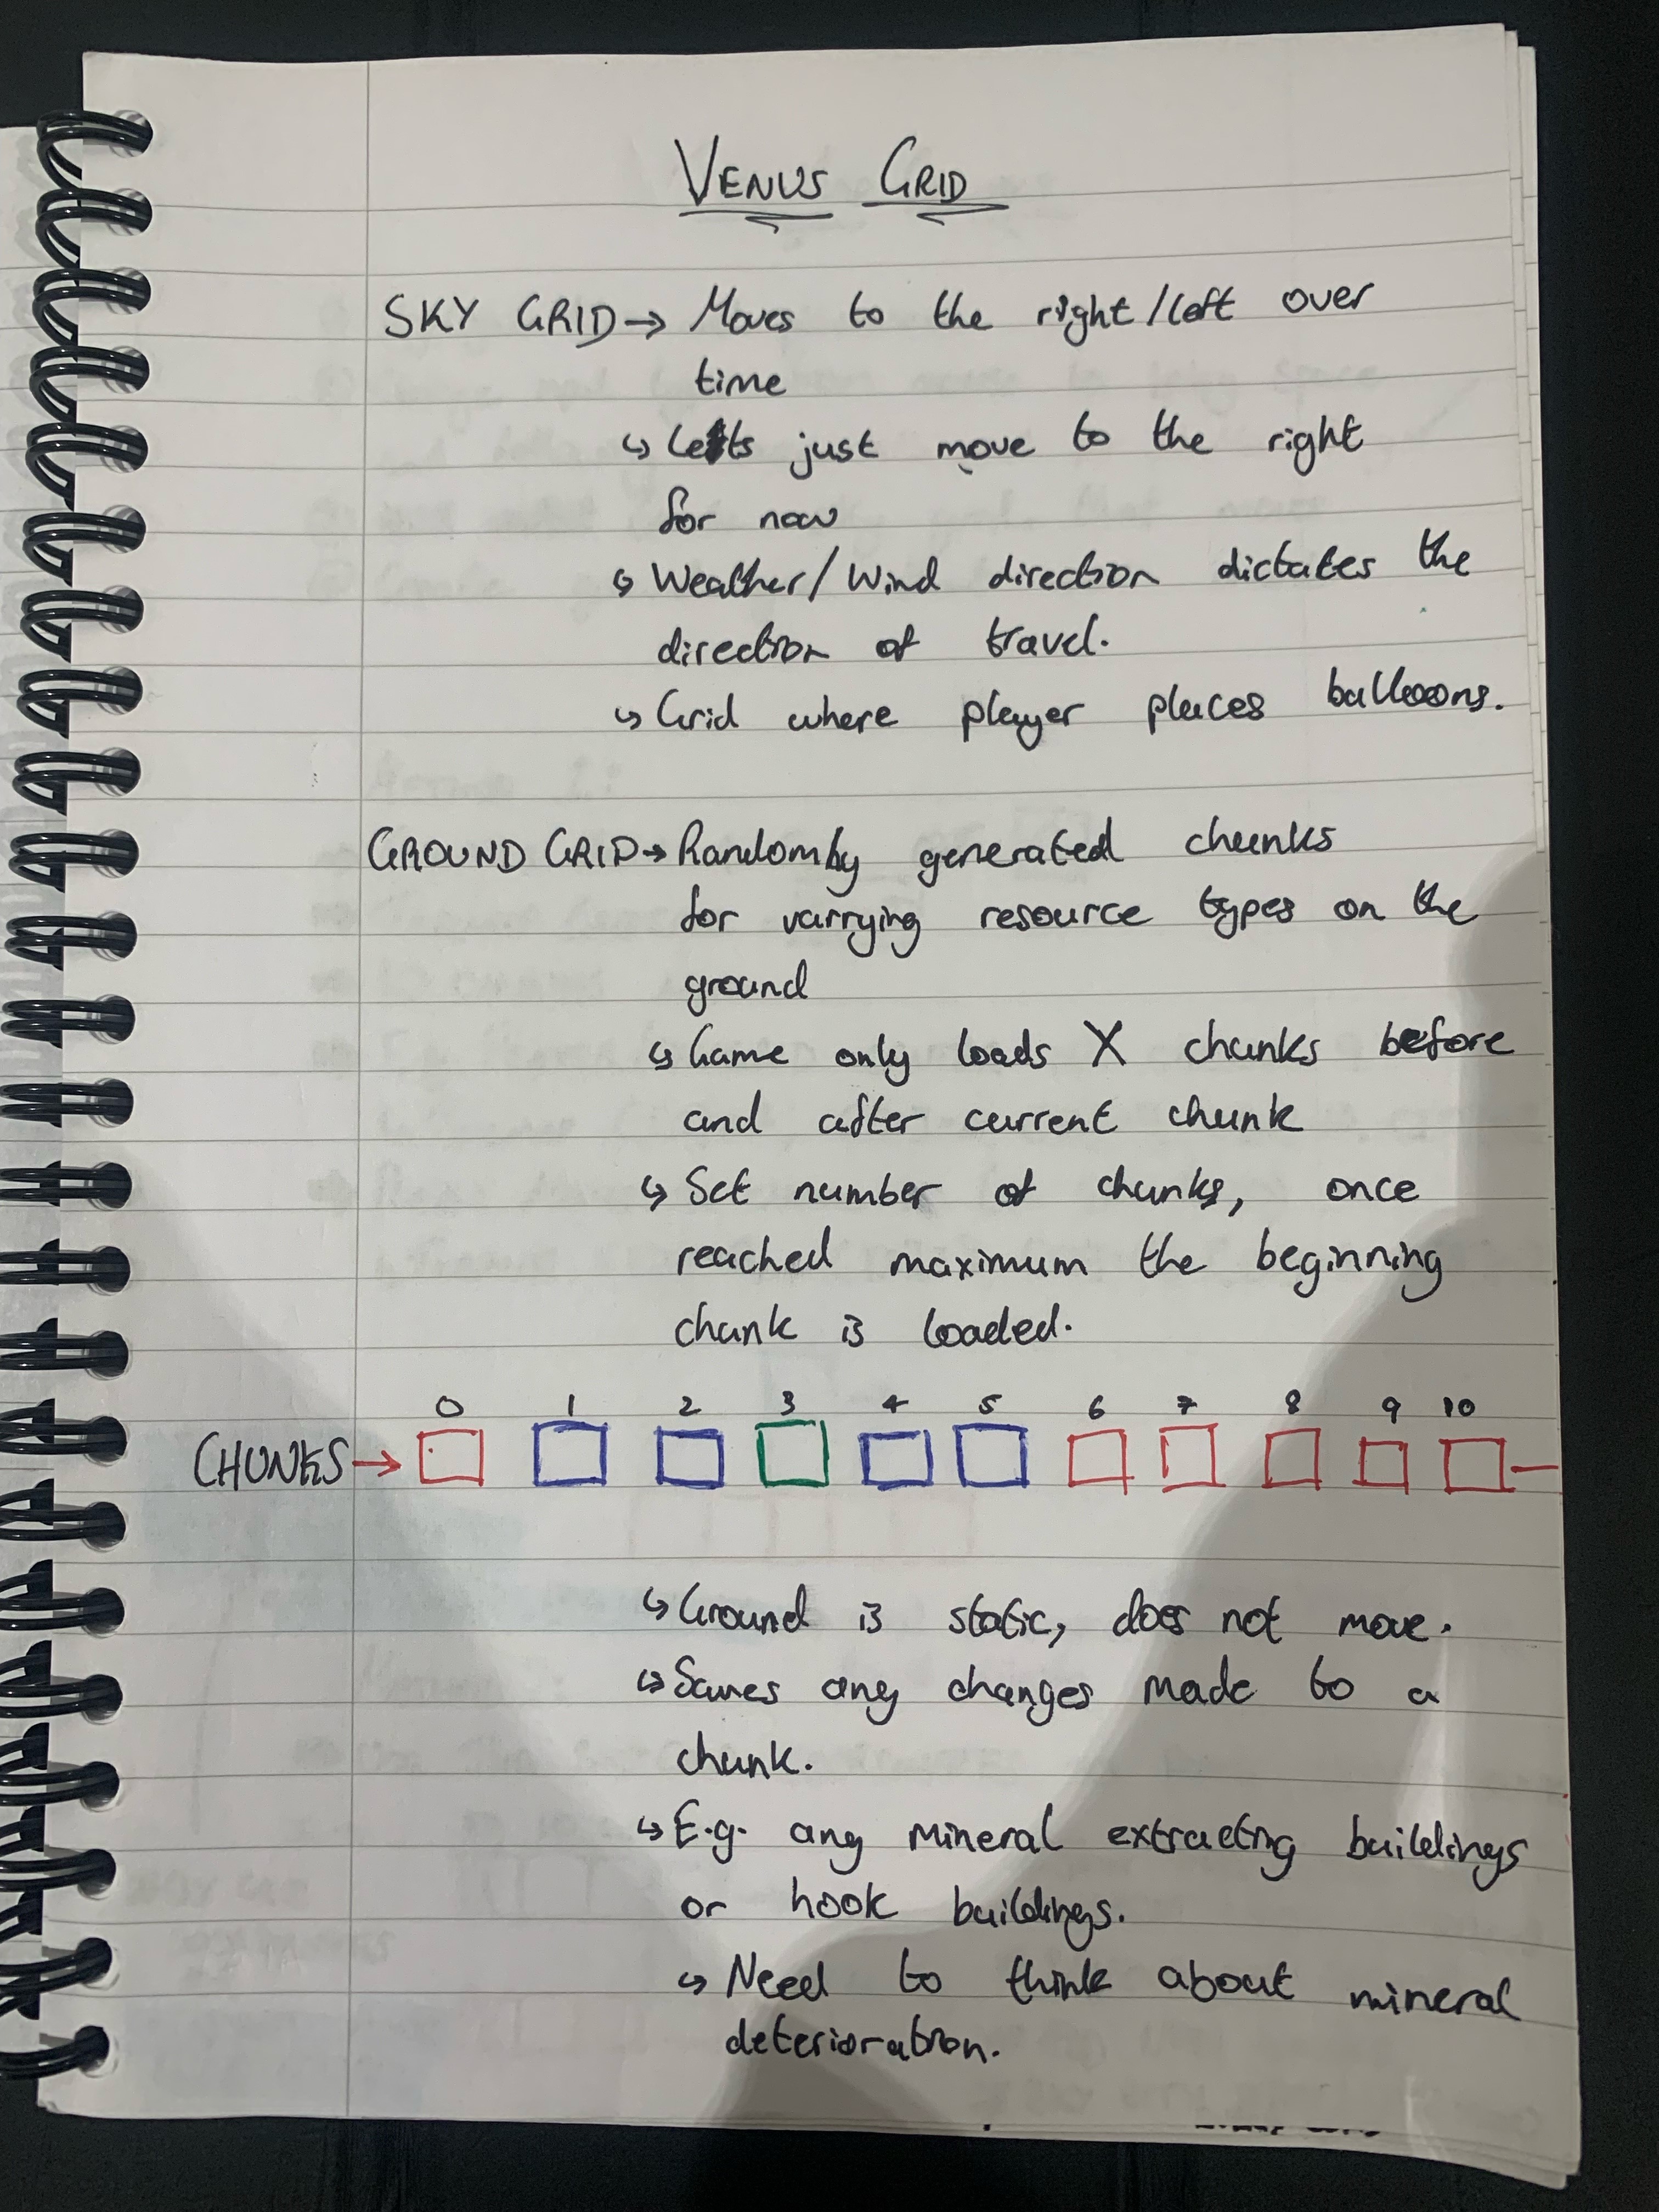 VENUS GRID
SKY GRID → Moves to the right/left over
time
↳ Lets just move to the right
for now
↳ Weather/Wind direction dictates the
direction of travel.
↳ Grid where player places balloons.
GROUND GRID → Randomly generated chunks
for varrying resource types on the
ground
↳ Game only loads X chunks before
and after current chunk
↳ Set number of chunks, once
reached maximum the beginning
chunk is loaded.
0 1 2 3 4 5 6 7 8 9 10
CHUNKS →
↳ Ground is static, does not move.
↳ Saves any changes made to a
chunk.
↳ E.g. any mineral extracting buildings
or hook buildings.
↳ Need to think about mineral
deterioration.